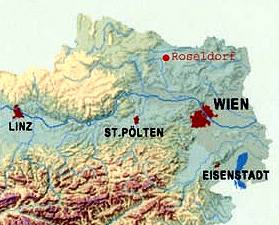 Roseldorf
WIEN
LINZ
ST.PÖLTEN
EISENSTADT